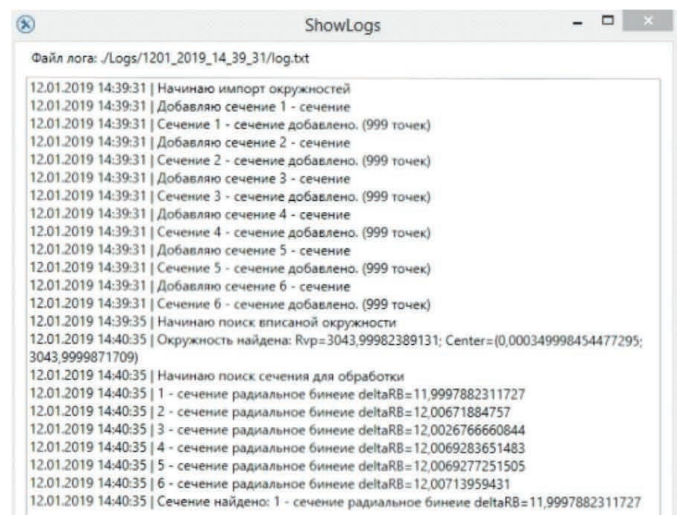 ShowLogs
Файл лога: ./Logs/1201_2019_14_39_31/log.txt
12.01.2019 14:39:31 | Начинаю импорт окружностей
12.01.2019 14:39:31 | Добавляю сечение 1 - сечение
12.01.2019 14:39:31 | Сечение 1 - сечение добавлено. (999 точек)
12.01.2019 14:39:31 | Добавляю сечение 2 - сечение
12.01.2019 14:39:31 | Сечение 2 - сечение добавлено. (999 точек)
12.01.2019 14:39:31 | Добавляю сечение 3 - сечение
12.01.2019 14:39:31 | Сечение 3 - сечение добавлено. (999 точек)
12.01.2019 14:39:31 | Добавляю сечение 4 - сечение
12.01.2019 14:39:31 | Сечение 4 - сечение добавлено. (999 точек)
12.01.2019 14:39:31 | Добавляю сечение 5 - сечение
12.01.2019 14:39:31 | Сечение 5 - сечение добавлено. (999 точек)
12.01.2019 14:39:31 | Добавляю сечение 6 - сечение
12.01.2019 14:39:31 | Сечение 6 - сечение добавлено. (999 точек)
12.01.2019 14:39:35 | Начинаю поиск вписаной окружности
12.01.2019 14:40:35 | Окружность найдена: Rvp=3043,99982389131; Center=(0,000349998454477295;
3043,9999871709)
12.01.2019 14:40:35 | Начинаю поиск сечения для обработки
12.01.2019 14:40:35 | 1 - сечение радиальное бинеие deltaRB=11,9997882311727
12.01.2019 14:40:35 | 2 - сечение радиальное бинеие deltaRB=12,00671884757
12.01.2019 14:40:35 | 3 - сечение радиальное бинеие deltaRB=12,0026766660844
12.01.2019 14:40:35 | 4 - сечение радиальное бинеие deltaRB=12,0069283651483
12.01.2019 14:40:35 | 5 - сечение радиальное бинеие deltaRB=12,0069277251505
12.01.2019 14:40:35 | 6 - сечение радиальное бинеие deltaRB=12,00713959431
12.01.2019 14:40:35 | Сечение найдено: 1 - сечение радиальное бинеие deltaRB=11,9997882311727